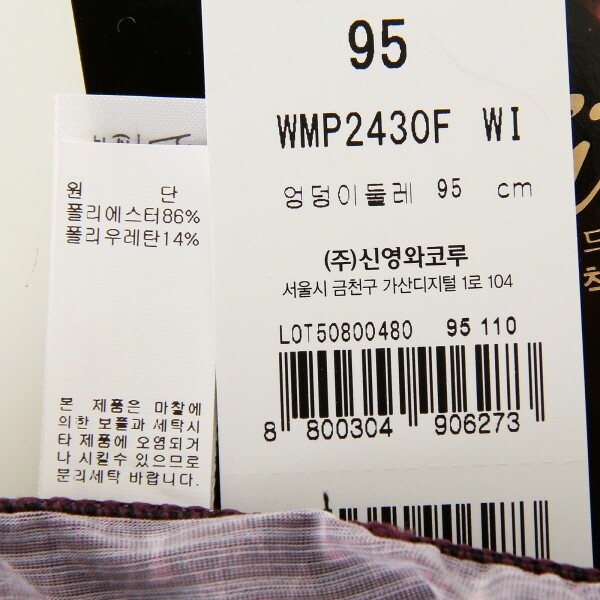 95
WMP2430F WI
엉덩이둘레 95 cm
(주)신영와코루
서울시 금천구 가산디지털 1로 104
LOT50800480 95 110
8 800304 906273
원 단
폴리에스터86%
폴리우레탄14%
본 제품은 마찰에
의한 보풀과 세탁시
타 제품에 오염되거
나 시킬수 있으므로
분리세탁 바랍니다.